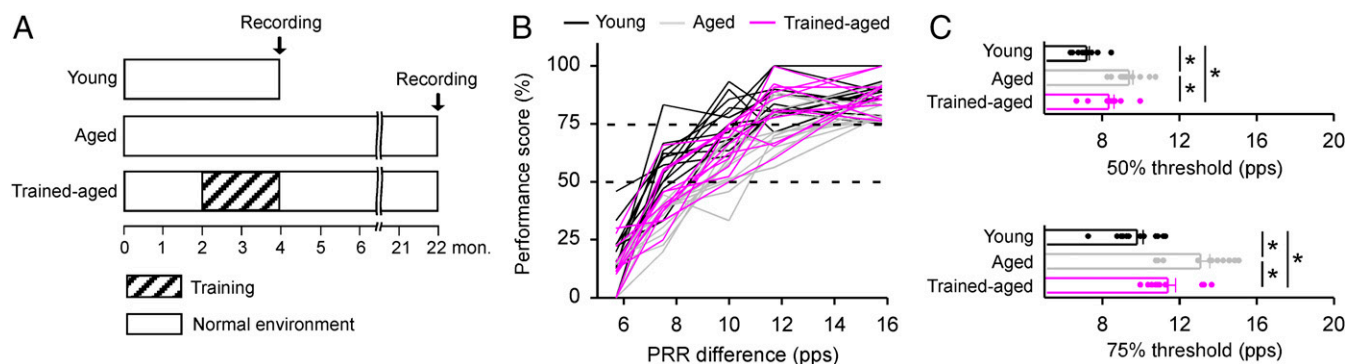 A
Recording
Young
Recording
Aged
Trained-aged
0 1 2 3 4 5 6 21 22 mon.
Training
Normal environment
B
Young Aged Trained-aged
Performance score (%)
100
75
50
25
0
6 8 10 12 14 16
PRR difference (pps)
C
Young
Aged
Trained-aged
* * *
8 12 16 20
50% threshold (pps)
Young
Aged
Trained-aged
* * *
8 12 16 20
75% threshold (pps)